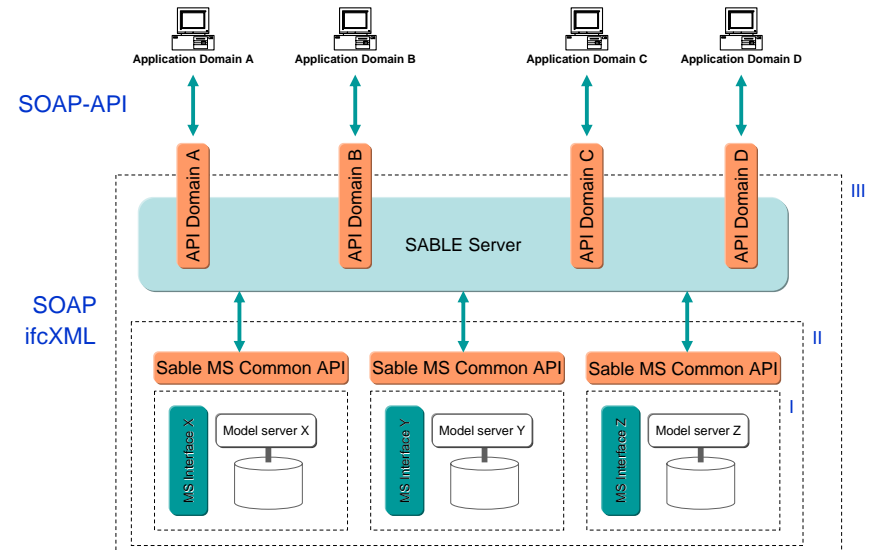 Application Domain A
Application Domain B
Application Domain C
Application Domain D
SOAP-API
API Domain A
API Domain B
API Domain C
API Domain D
III
SABLE Server
SOAP
ifcXML
II
Sable MS Common API
Sable MS Common API
Sable MS Common API
I
MS Interface X
Model server X
MS Interface Y
Model server Y
MS Interface Z
Model server Z